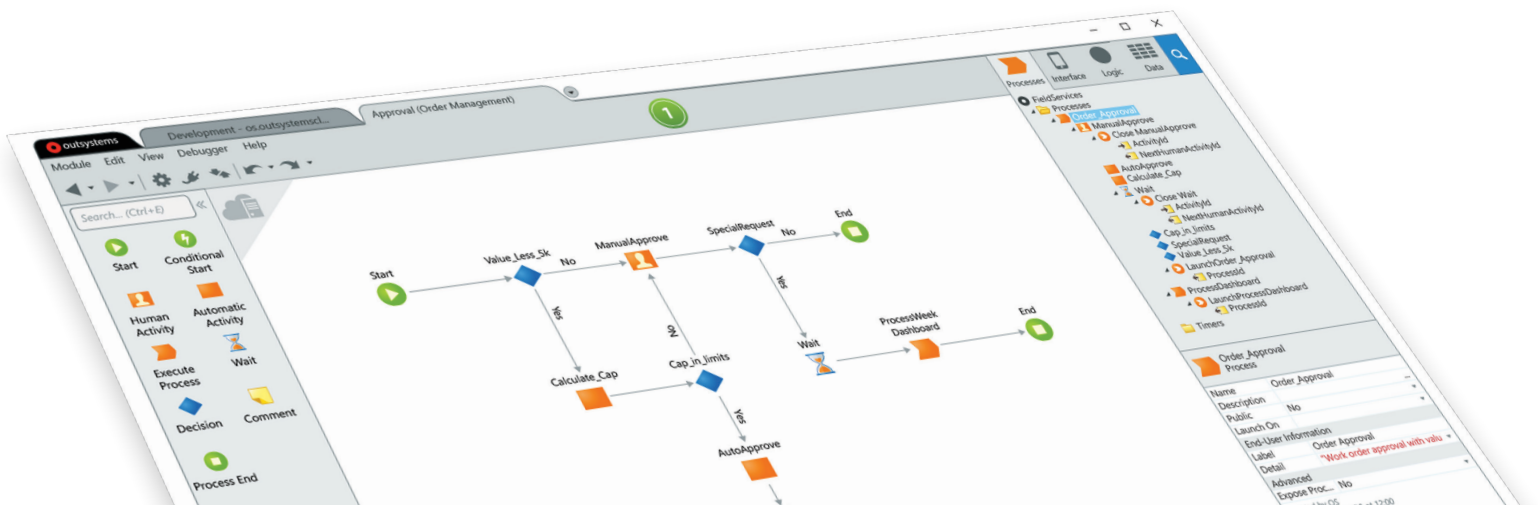 outsystems
Development - os.outsystemscl...
Approval (Order Management)
1
Module Edit View Debugger Help
Search... (Ctrl+E)
Start
Conditional
Start
Human
Activity
Automatic
Activity
Execute
Process
Wait
Decision
Comment
Process End
Start
Value_Less_5k
No
Yes
ManualApprove
SpecialRequest
No
End
Yes
No
Calculate_Cap
Cap_in_limits
Yes
AutoApprove
Wait
ProcessWeek
Dashboard
End
Processes
Interface
Logic
Data
FieldServices
Processes
Order_Approval
ManualApprove
Close ManualApprove
ActivityId
NextHumanActivityId
AutoApprove
Calculate_Cap
Wait
Close Wait
ActivityId
NextHumanActivityId
Cap_in_limits
SpecialRequest
Value_Less_5k
LaunchOrder_Approval
ProcessId
ProcessDashboard
LaunchProcessDashboard
ProcessId
Timers
Order_Approval
Process
Name Order_Approval
Description
Public No
Launch On
End-User Information
Label Order Approval
Detail "Work order approval with valu
Advanced
Expose Proc... No
by OS
at 12:00